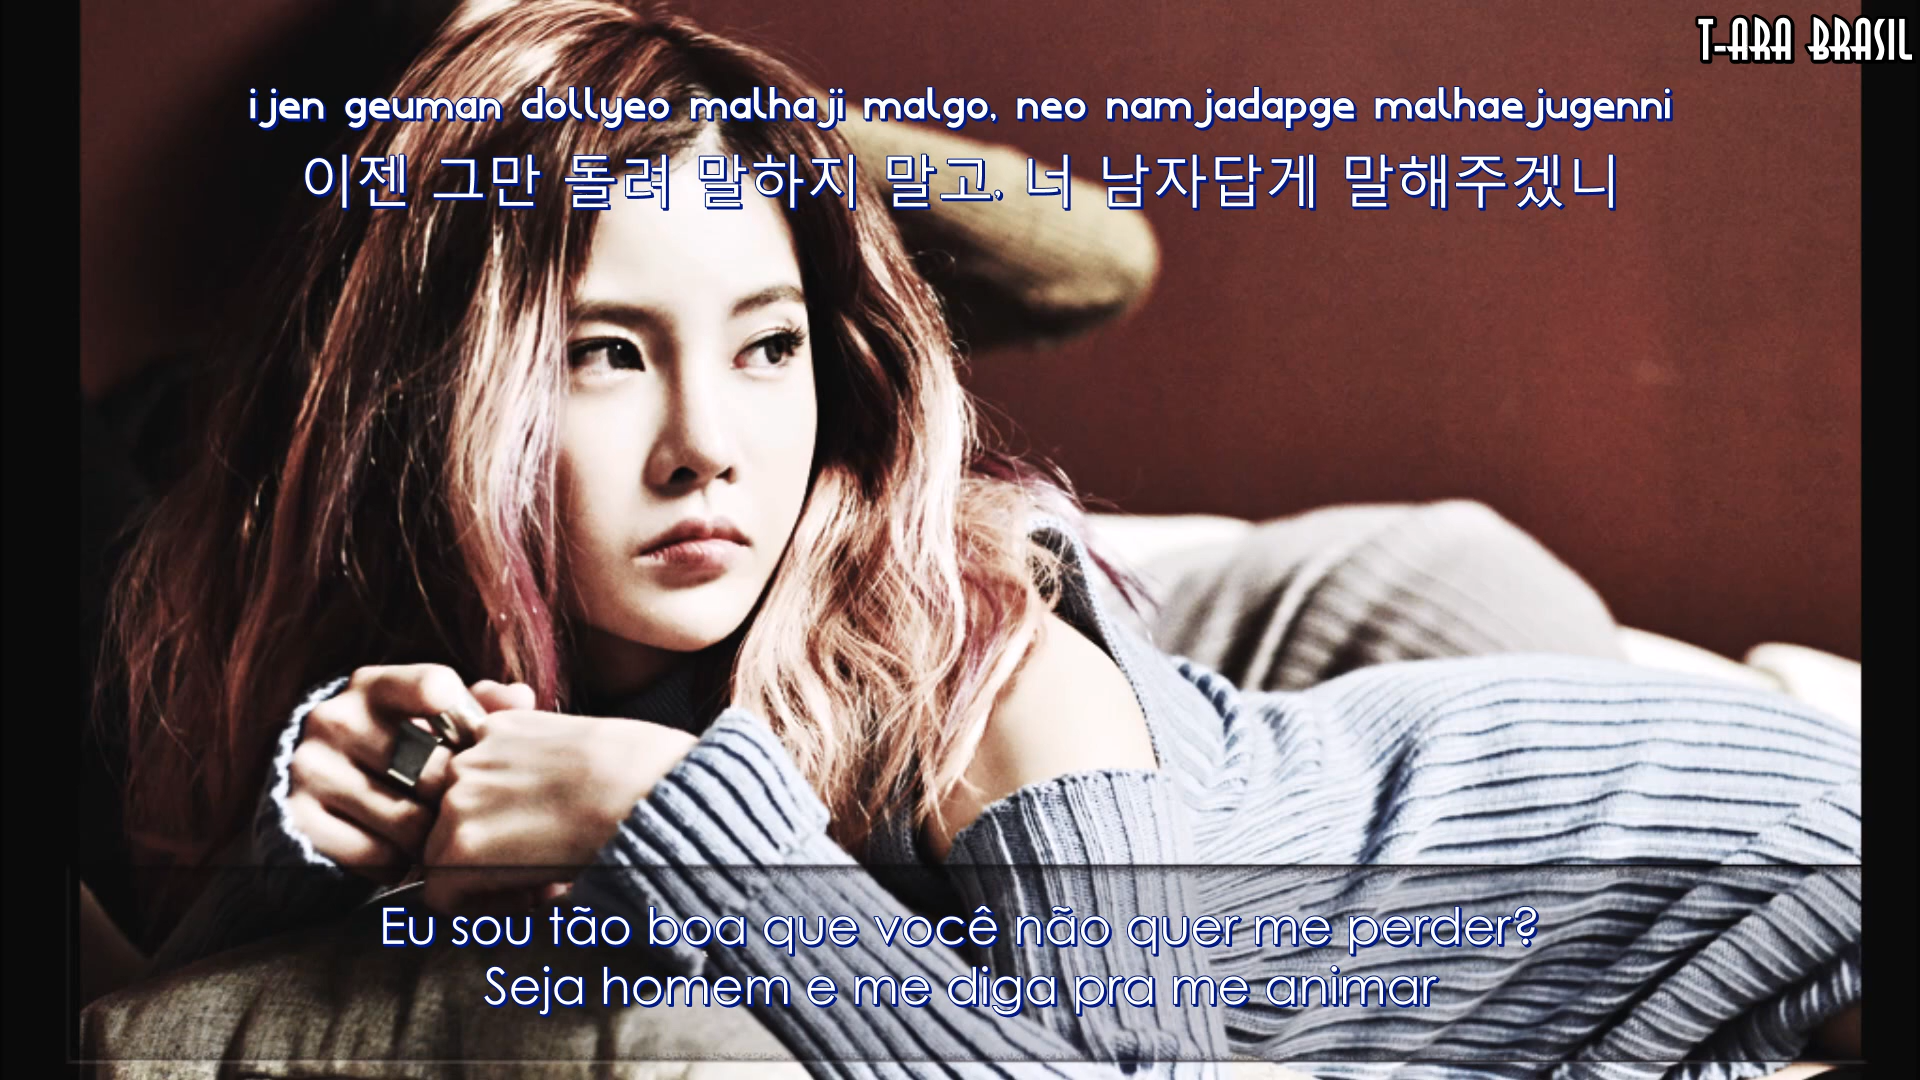 T-ARA BRASIL
ijen geuman dollyeo malhaji malgo, neo namjadapge malhaejugenni
이젠 그만 돌려 말하지 말고, 너 남자답게 말해주겠니
Eu sou tão boa que você não quer me perder?
Seja homem e me diga pra me animar